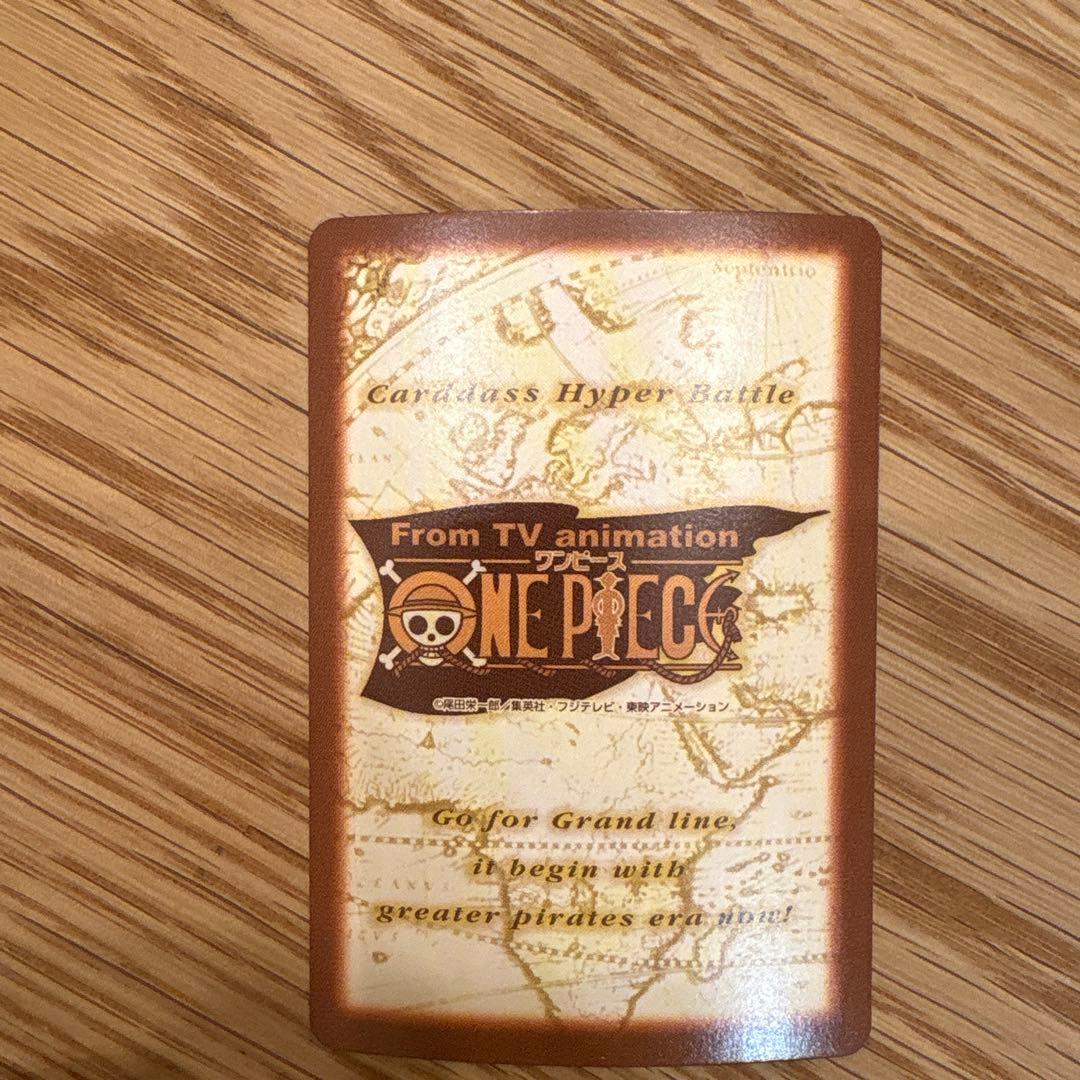 Septentrio
Carddass Hyper Battle
From TV animation
ワンピース
ONE PIECE
©尾田栄一郎/集英社・フジテレビ・東映アニメーション
Go for Grand line,
it begin with
greater pirates era now!